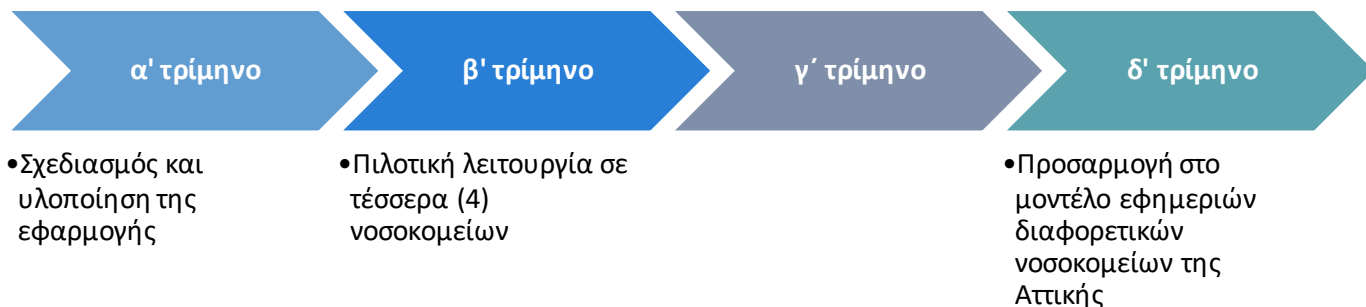 α' τρίμηνο
β' τρίμηνο
γ΄ τρίμηνο
δ' τρίμηνο
•Σχεδιασμός και
υλοποίηση της
εφαρμογής
•Πιλοτική λειτουργία σε
τέσσερα (4)
νοσοκομείων
•Προσαρμογή στο
μοντέλο εφημεριών
διαφορετικών
νοσοκομείων της
Αττικής